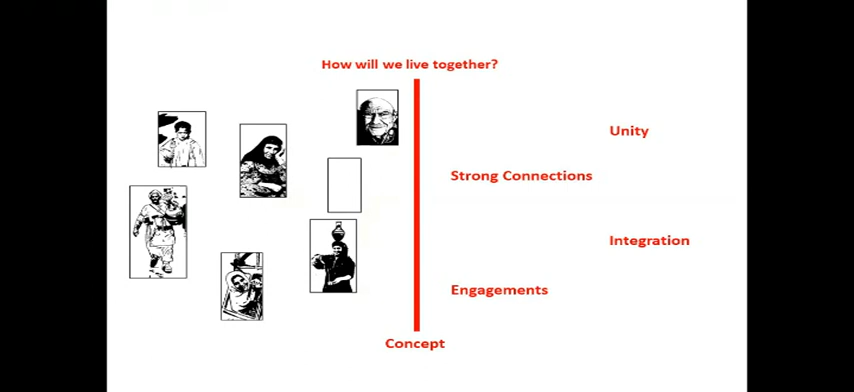 How will we live together?
Unity
Strong Connections
Integration
Engagements
Concept